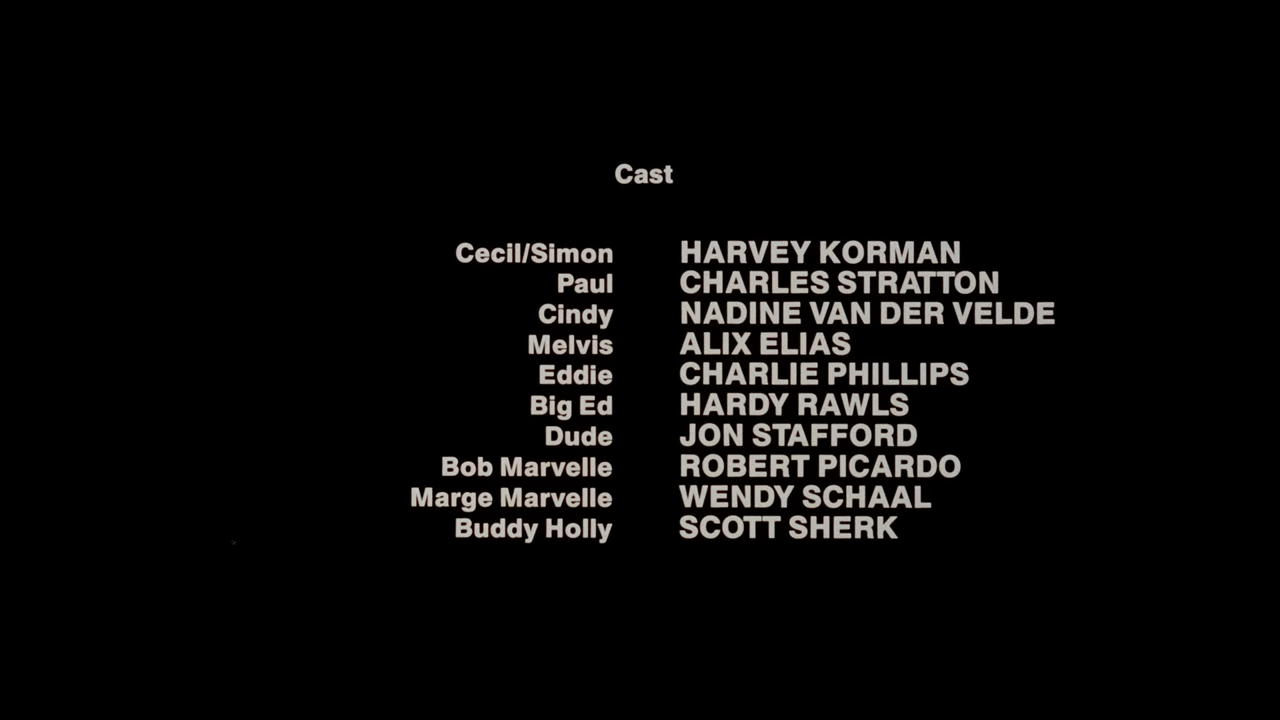 Cast
Cecil/Simon HARVEY KORMAN
Paul CHARLES STRATTON
Cindy NADINE VAN DER VELDE
Melvis ALIX ELIAS
Eddie CHARLIE PHILLIPS
Big Ed HARDY RAWLS
Dude JON STAFFORD
Bob Marvelle ROBERT PICARDO
Marge Marvelle WENDY SCHAAL
Buddy Holly SCOTT SHERK